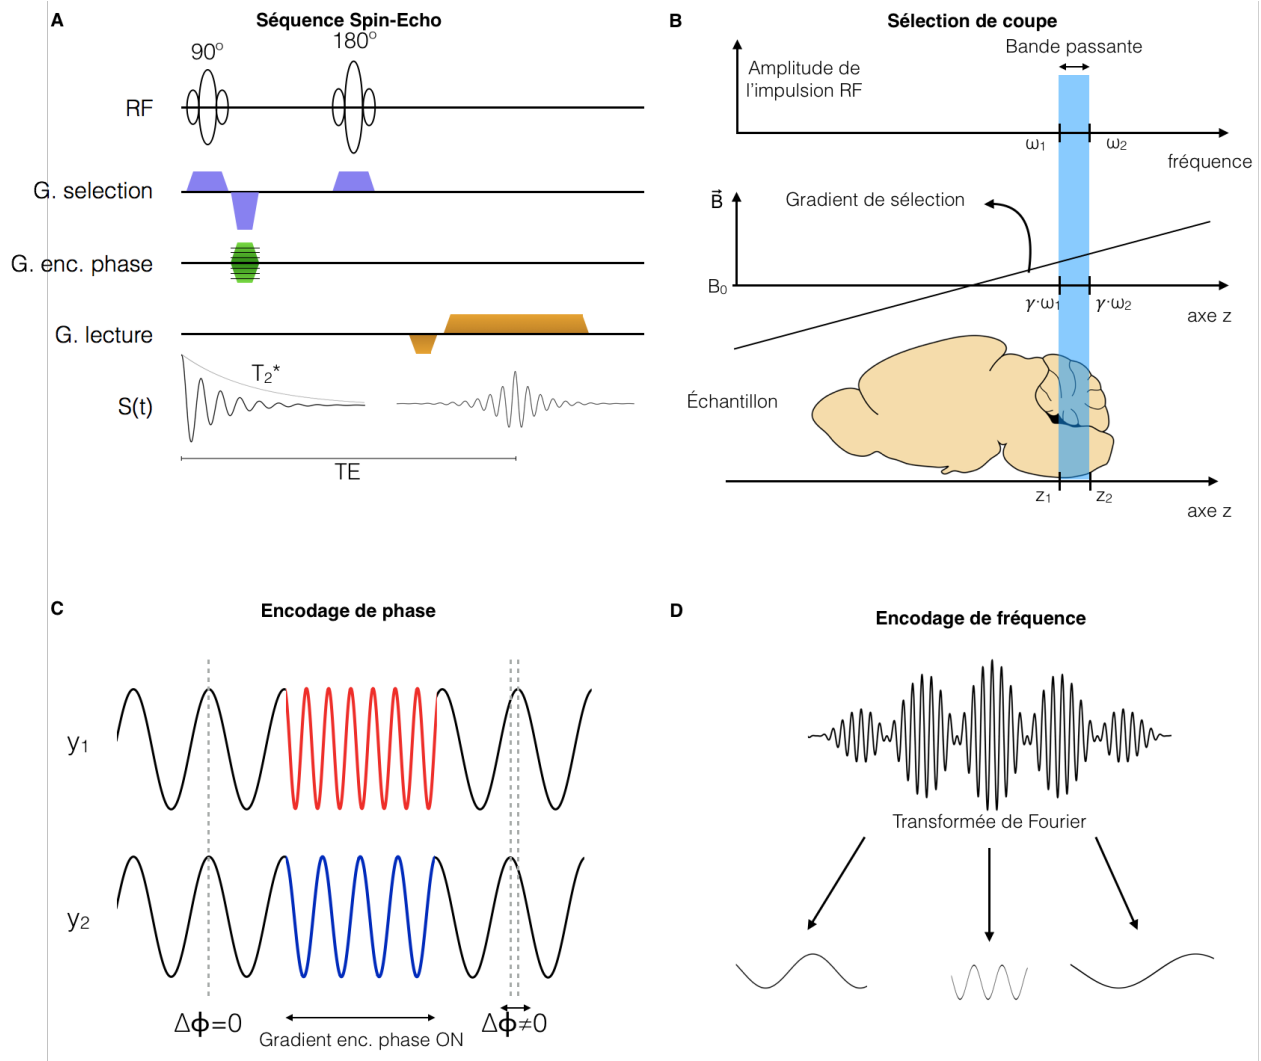 A
Séquence Spin-Echo
90°
180°
RF
G. selection
G. enc. phase
G. lecture
T₂*
S(t)
TE
B
Sélection de coupe
Bande passante
Amplitude de
l'impulsion RF
ω₁
ω₂
fréquence
B⃗
Gradient de sélection
B₀
γ·ω₁
γ·ω₂
axe z
Échantillon
z₁
z₂
axe z
C
Encodage de phase
y₁
y₂
Δϕ=0
Gradient enc. phase ON
Δϕ≠0
D
Encodage de fréquence
Transformée de Fourier